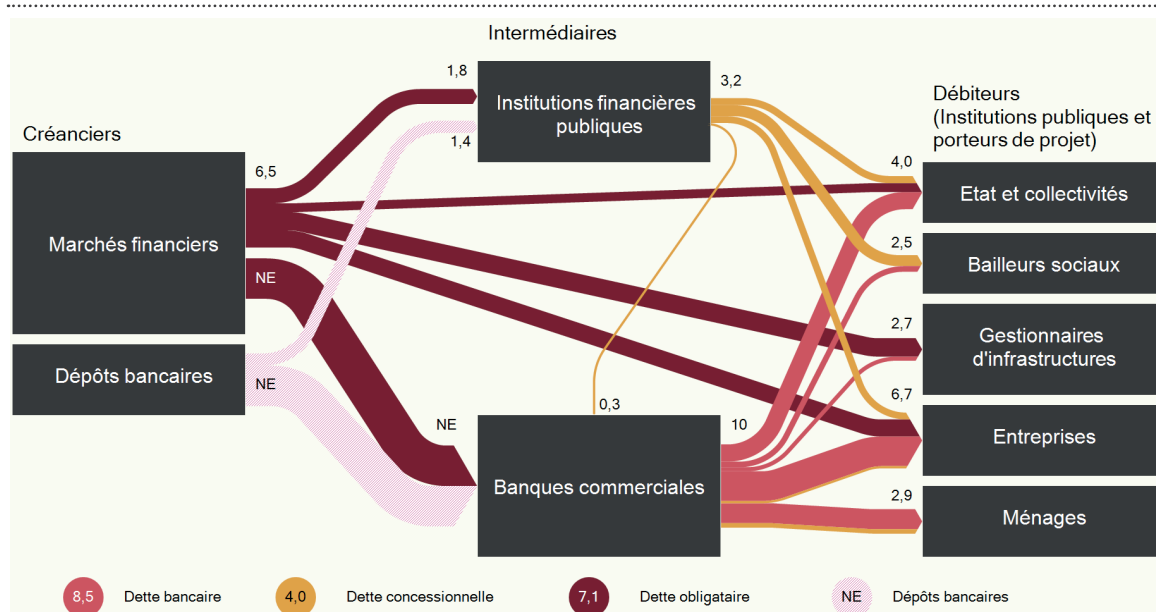 Intermédiaires
Créanciers
Débiteurs
(Institutions publiques et
porteurs de projet)
1,8
1,4
Institutions financières
publiques
3,2
6,5
Marchés financiers
NE
Dépôts bancaires
NE
NE
0,3
Banques commerciales
10
4,0
Etat et collectivités
2,5
Bailleurs sociaux
2,7
Gestionnaires
d'infrastructures
6,7
Entreprises
2,9
Ménages
8,5 Dette bancaire 4,0 Dette concessionnelle 7,1 Dette obligataire NE Dépôts bancaires